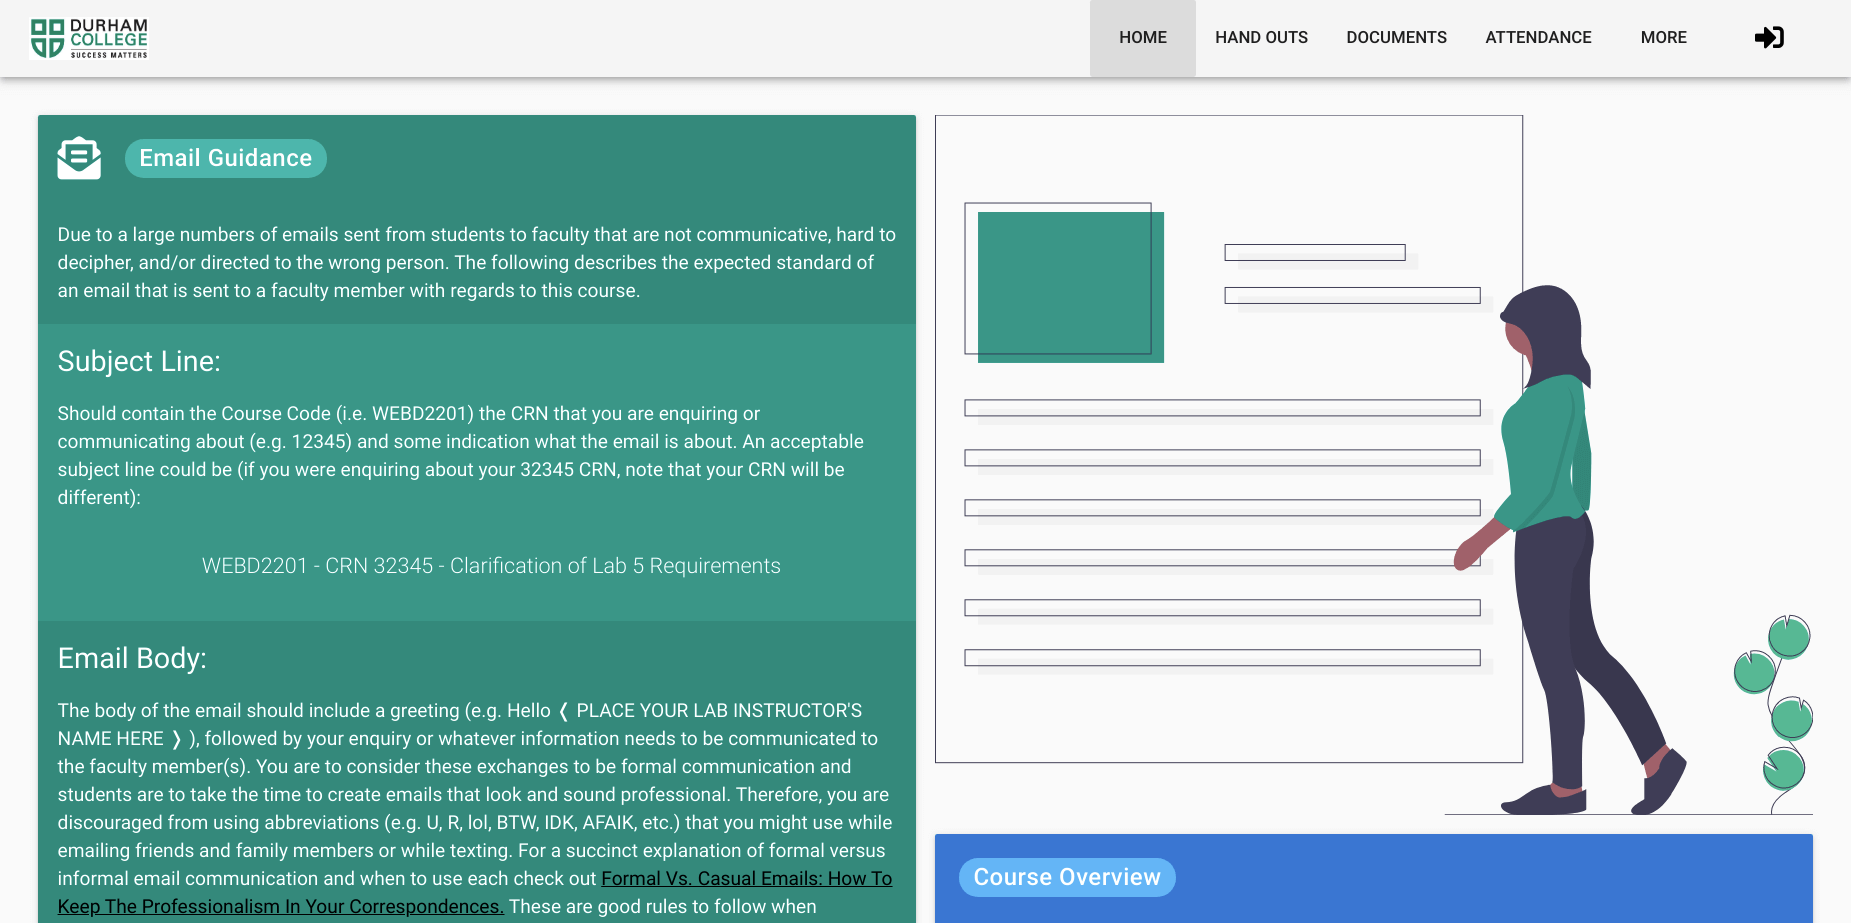 DURHAM
COLLEGE
SUCCESS MATTERS
HOME
HAND OUTS
DOCUMENTS
ATTENDANCE
MORE
Email Guidance
Due to a large numbers of emails sent from students to faculty that are not communicative, hard to
decipher, and/or directed to the wrong person. The following describes the expected standard of
an email that is sent to a faculty member with regards to this course.
Subject Line:
Should contain the Course Code (i.e. WEBD2201) the CRN that you are enquiring or
communicating about (e.g. 12345) and some indication what the email is about. An acceptable
subject line could be (if you were enquiring about your 32345 CRN, note that your CRN will be
different):
WEBD2201 - CRN 32345 - Clarification of Lab 5 Requirements
Email Body:
The body of the email should include a greeting (e.g. Hello ❬ PLACE YOUR LAB INSTRUCTOR'S
NAME HERE ❭ ), followed by your enquiry or whatever information needs to be communicated to
the faculty member(s). You are to consider these exchanges to be formal communication and
students are to take the time to create emails that look and sound professional. Therefore, you are
discouraged from using abbreviations (e.g. U, R, lol, BTW, IDK, AFAIK, etc.) that you might use while
emailing friends and family members or while texting. For a succinct explanation of formal versus
informal email communication and when to use each check out Formal Vs. Casual Emails: How To
Keep The Professionalism In Your Correspondences. These are good rules to follow when
Course Overview